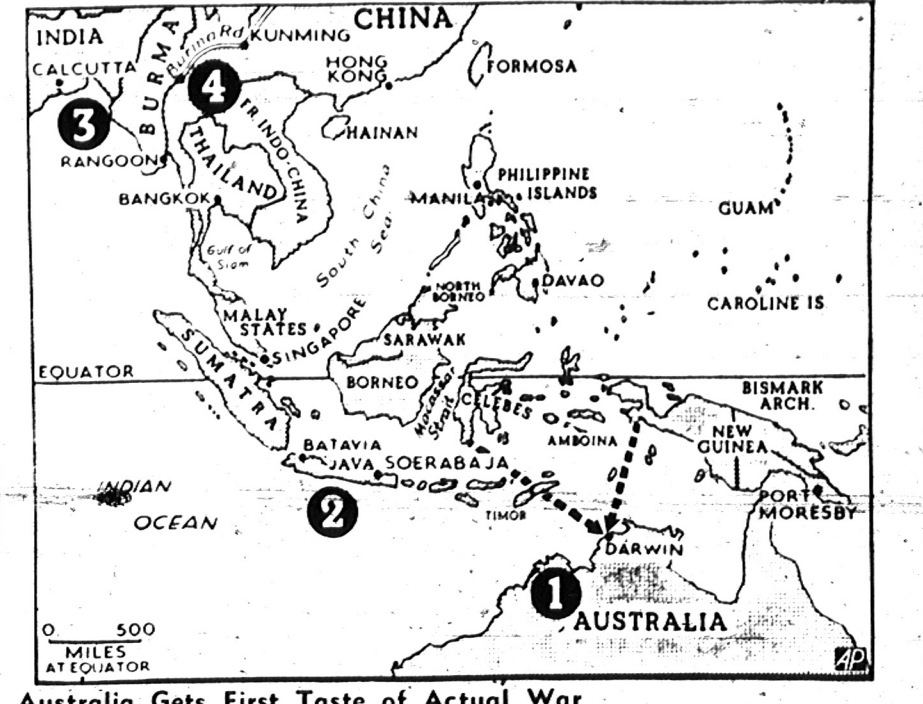 CHINA
INDIA
BURMA
Burma Rd
KUNMING
CALCUTTA
HONG
KONG
FORMOSA
4
3
FR. INDO-CHINA
HAINAN
RANGOON
THAILAND
PHILIPPINE
ISLANDS
BANGKOK
MANILA
GUAM
South China
Sea
Gulf of
Siam
NORTH
BORNEO
DAVAO
CAROLINE IS.
MALAY
STATES
SINGAPORE
SARAWAK
SUMATRA
EQUATOR
BORNEO
Macassar
Strait
CELEBES
BISMARK
ARCH.
AMBOINA
NEW
GUINEA
BATAVIA
JAVA
SOERABAJA
INDIAN
OCEAN
2
TIMOR
PORT
MORESBY
DARWIN
1
AUSTRALIA
0 500
MILES
AT EQUATOR
AP
Australia Gets First Taste of Actual War